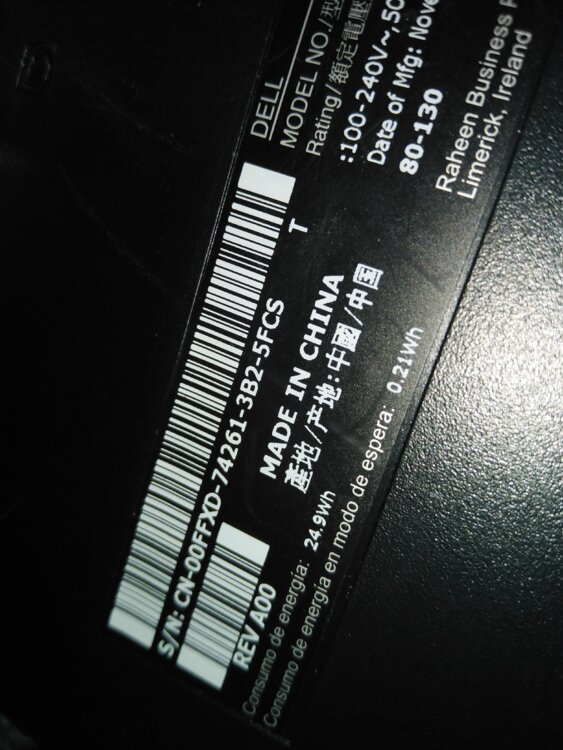 DELL
MODEL NO./型
Rating/額定電壓
:100-240V~,50
Date of Mfg: Nove
80-130
Raheen Business P
Limerick, Ireland
T
S/N: CN-00FFXD-74261-3B2-5FCS
MADE IN CHINA
產地/产地:中國/中国
REV A00
Consumo de energía: 24.9Wh
Consumo de energía en modo de espera: 0.21Wh